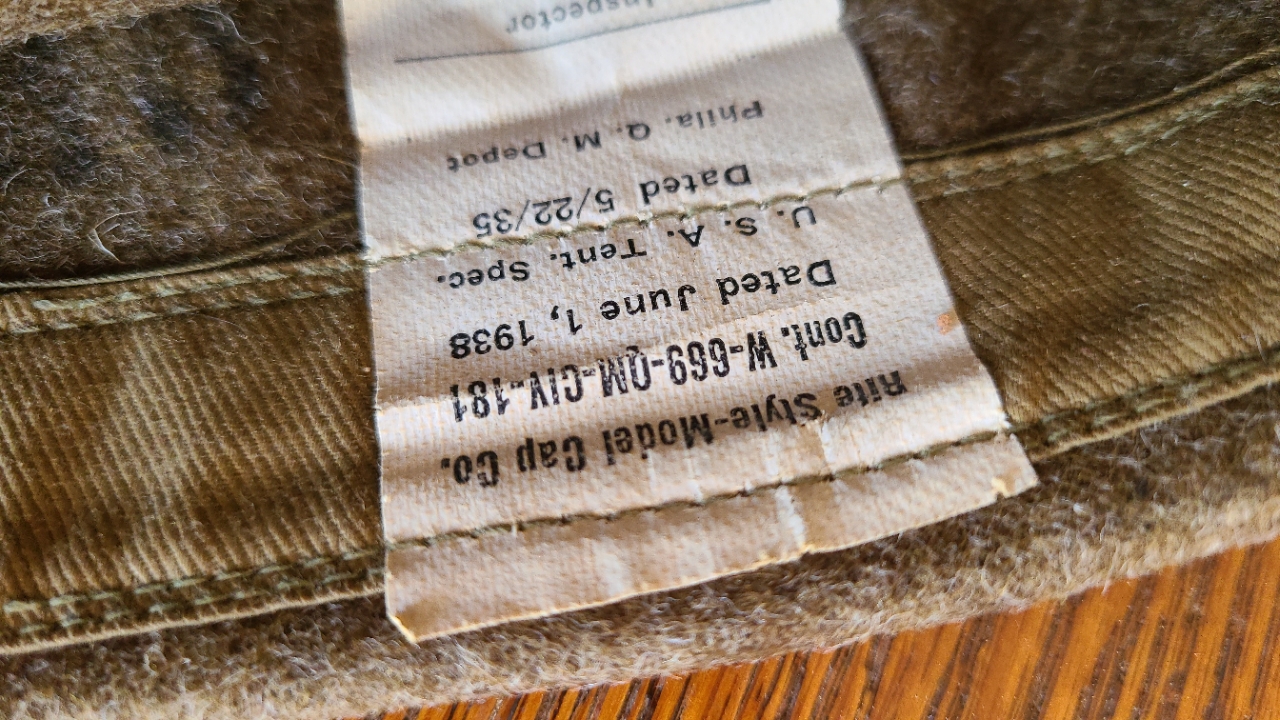 Rite Style-Model Cap Co.
Cont. W-669-QM-CIV-181
Dated June 1, 1938
U. S. A. Tent. Spec.
Dated 5/22/35
Phila. Q. M. Depot
Inspector